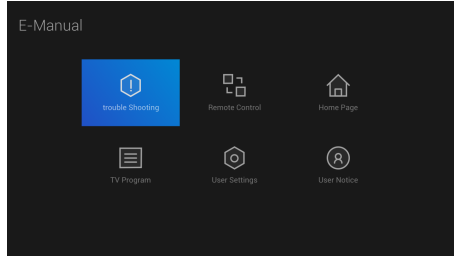 E-Manual
trouble Shooting
Remote Control
Home Page
TV Program
User Settings
User Notice